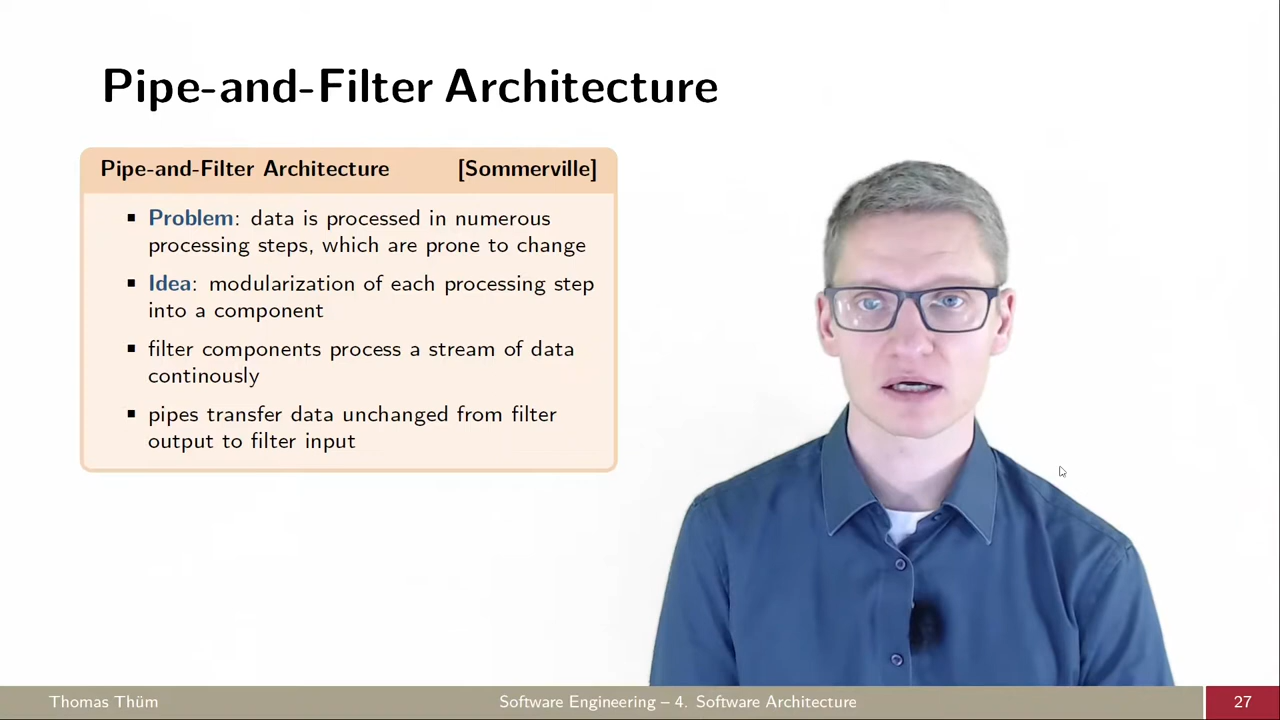 Pipe-and-Filter Architecture
Pipe-and-Filter Architecture [Sommerville]
▪ Problem: data is processed in numerous
processing steps, which are prone to change
▪ Idea: modularization of each processing step
into a component
▪ filter components process a stream of data
continously
▪ pipes transfer data unchanged from filter
output to filter input
Thomas Thüm Software Engineering – 4. Software Architecture 27